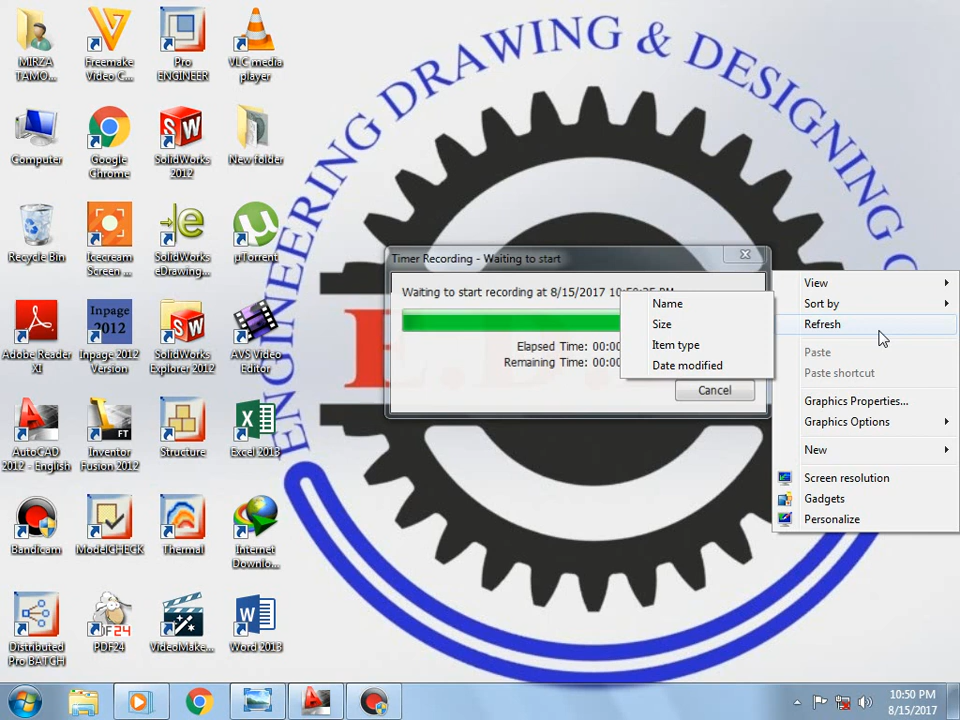 MIRZA
TAMO...
Freemake
Video C...
Pro
ENGINEER
VLC media
player
Computer
Google
Chrome
SolidWorks
2012
New folder
Recycle Bin
Icecream
Screen ...
SolidWorks
eDrawing...
µTorrent
Adobe Reader
XI
Inpage
2012
Inpage 2012
Version
SolidWorks
Explorer 2012
AVS Video
Editor
AutoCAD
2012 - English
Inventor
Fusion 2012
Structure
Excel 2013
Bandicam
ModelCHECK
Thermal
Internet
Downlo...
Distributed
Pro BATCH
PDF24
VideoMake...
Word 2013
ENGINEERING DRAWING & DESIGNING
Timer Recording - Waiting to start
Waiting to start recording at 8/15/2017
Elapsed Time: 00:00
Remaining Time: 00:00
Cancel
Name
Size
Item type
Date modified
View
Sort by
Refresh
Paste
Paste shortcut
Graphics Properties...
Graphics Options
New
Screen resolution
Gadgets
Personalize
10:50 PM
8/15/2017